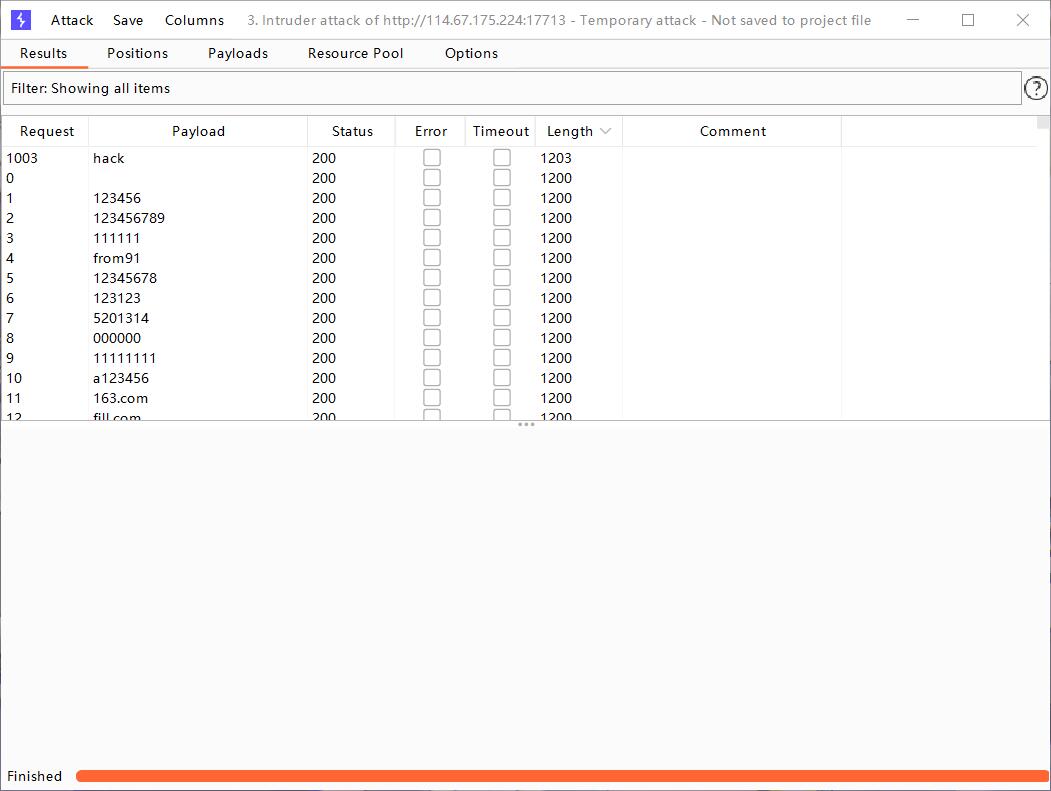 Attack Save Columns 3. Intruder attack of http://114.67.175.224:17713 - Temporary attack - Not saved to project file
Results Positions Payloads Resource Pool Options
Filter: Showing all items ?
Request Payload Status Error Timeout Length Comment
1003 hack 200 1203
0 200 1200
1 123456 200 1200
2 123456789 200 1200
3 111111 200 1200
4 from91 200 1200
5 12345678 200 1200
6 123123 200 1200
7 5201314 200 1200
8 000000 200 1200
9 11111111 200 1200
10 a123456 200 1200
11 163.com 200 1200
12 fill.com 200 1200
Finished